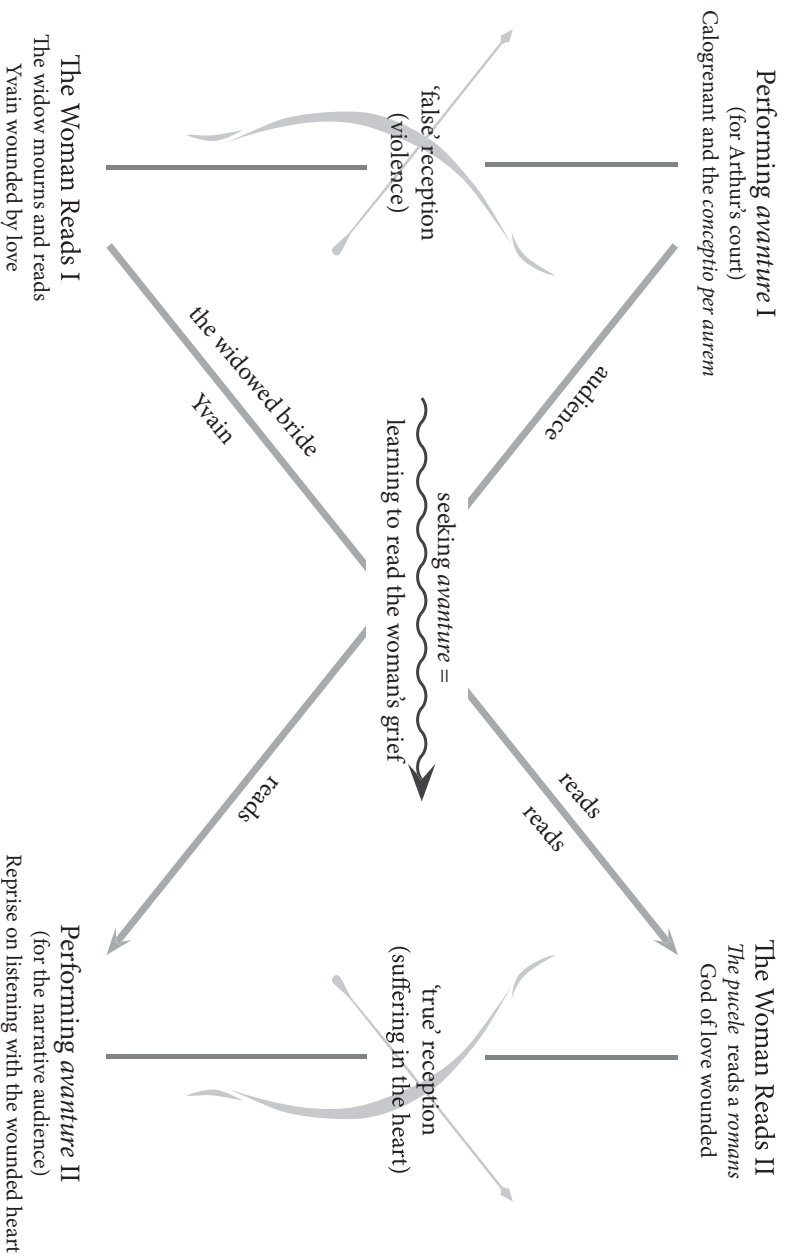 Performing avanture I
(for Arthur's court)
Calogrenant and the conceptio per aurem
The Woman Reads II
The pucele reads a romans
God of love wounded
audience
reads
reads
'false' reception
(violence)
seeking avanture =
learning to read the woman's grief
'true' reception
(suffering in the heart)
the widowed bride
Yvain
reads
The Woman Reads I
The widow mourns and reads
Yvain wounded by love
Performing avanture II
(for the narrative audience)
Reprise on listening with the wounded heart